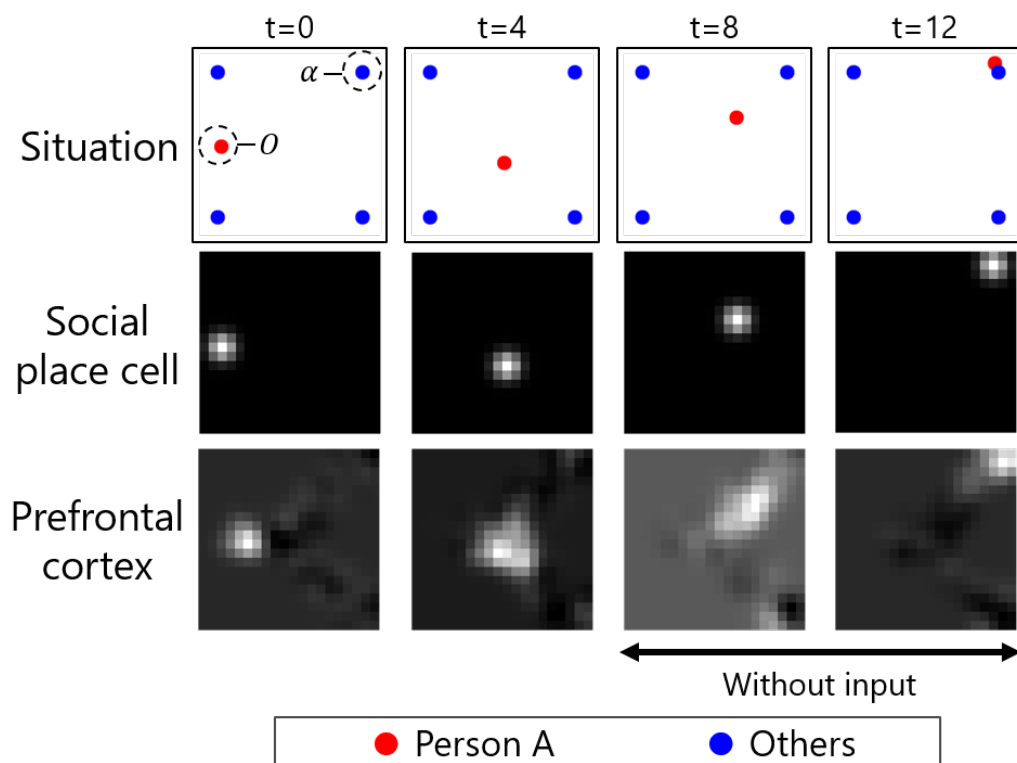 t=0 t=4 t=8 t=12
α
O
Situation
Social
place cell
Prefrontal
cortex
Without input
Person A Others